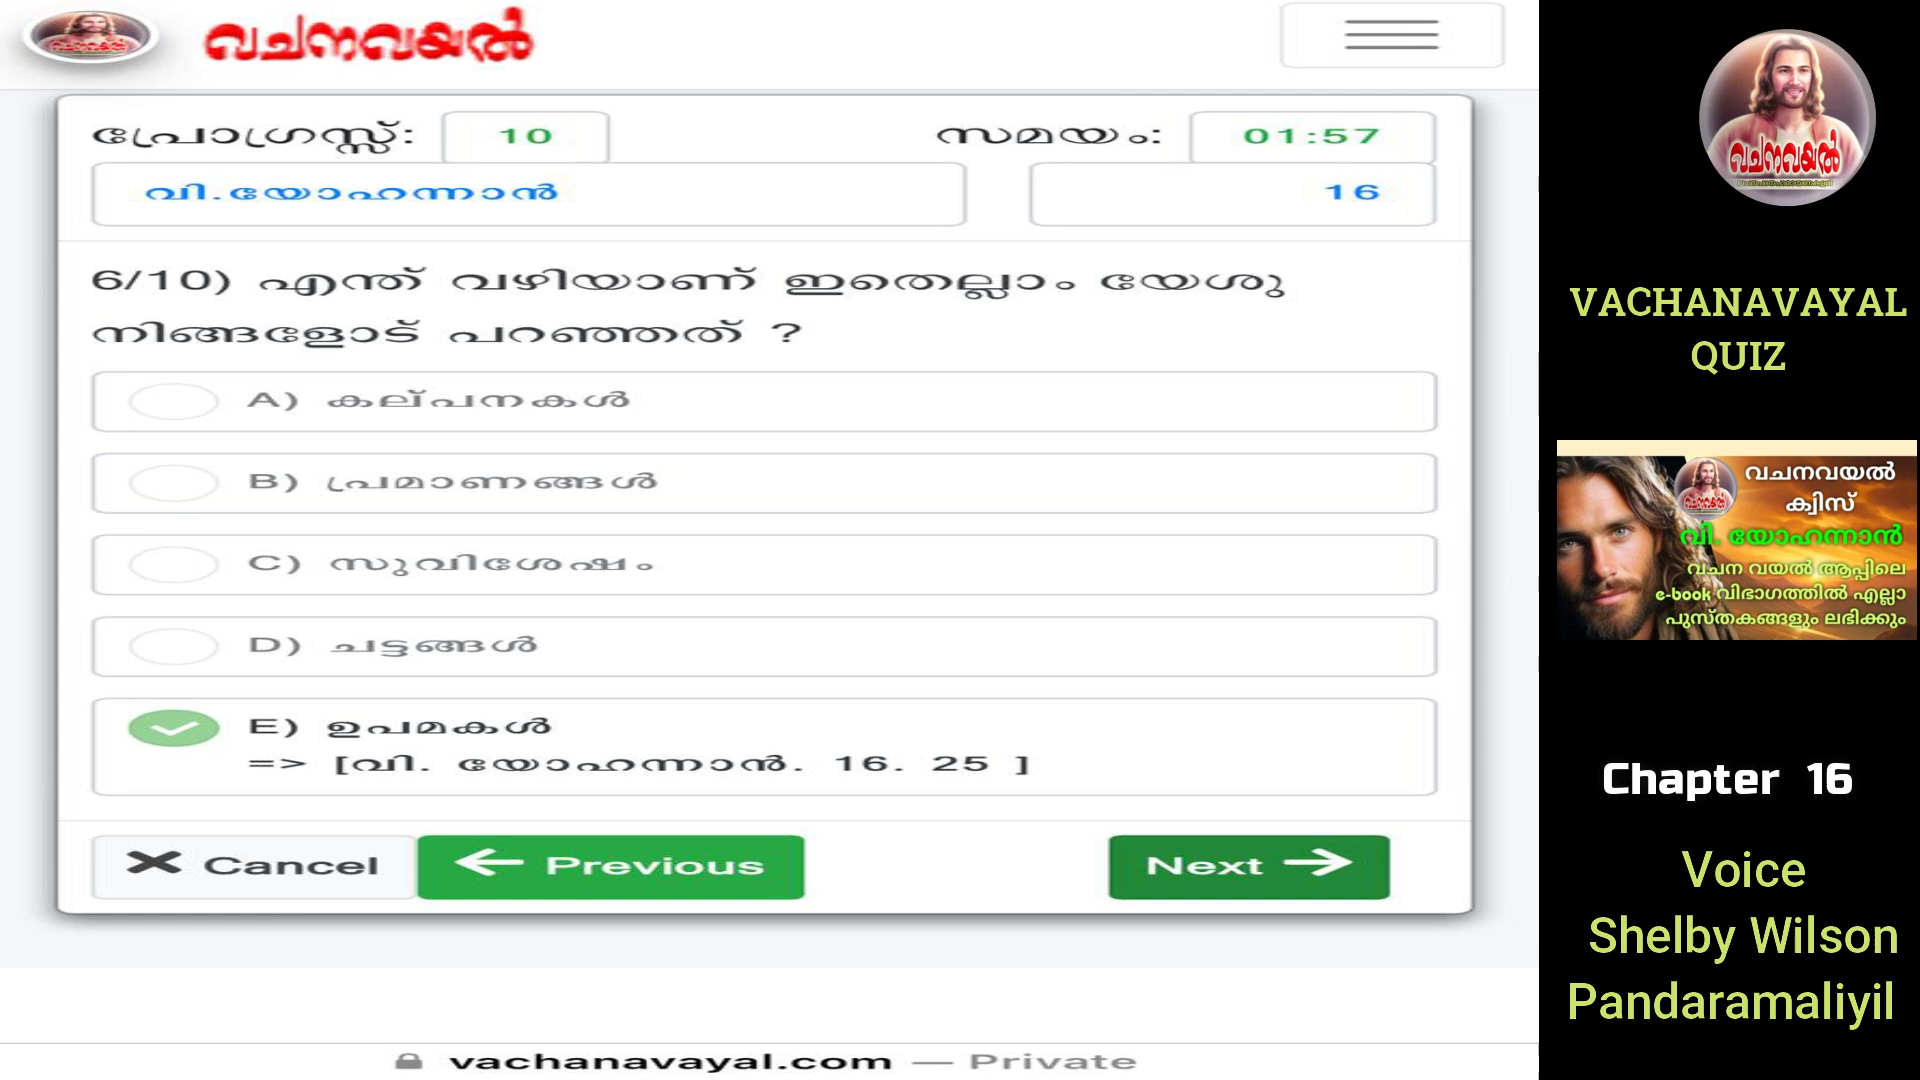 വചനവയൽ
പ്രോഗ്രസ്സ്: 10 സമയം: 01:57
വി.യോഹന്നാൻ 16
6/10) എന്ത് വഴിയാണ് ഇതെല്ലാം യേശു
നിങ്ങളോട് പറഞ്ഞത് ?
A) കല്പനകൾ
B) പ്രമാണങ്ങൾ
C) സുവിശേഷം
D) ചട്ടങ്ങൾ
E) ഉപമകൾ
=> [വി. യോഹന്നാൻ. 16. 25 ]
Cancel Previous Next
vachanavayal.com — Private
വചനവയൽ
VACHANAVAYAL
QUIZ
വചനവയൽ
ക്വിസ്
വി. യോഹന്നാൻ
വചന വയൽ ആപ്പിലെ
e-book വിഭാഗത്തിൽ എല്ലാ
പുസ്തകങ്ങളും ലഭിക്കും
Chapter 16
Voice
Shelby Wilson
Pandaramaliyil